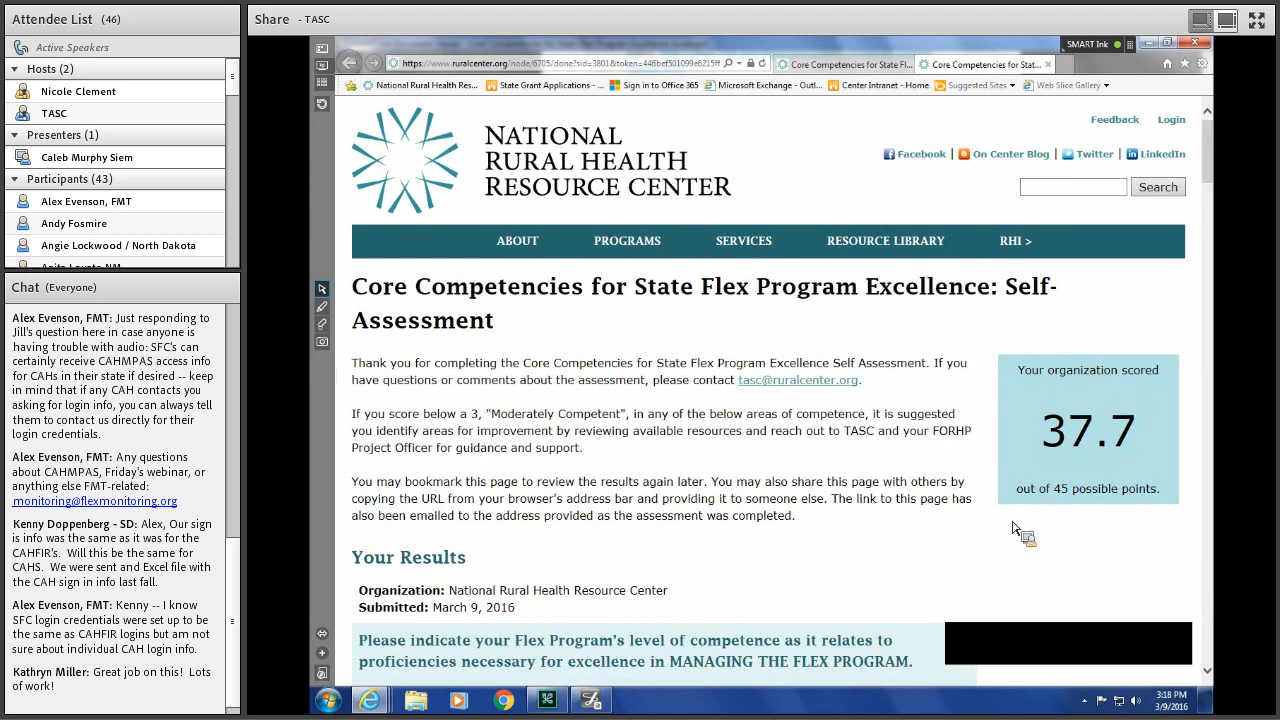 Attendee List (46)
Active Speakers
Hosts (2)
Nicole Clement
TASC
Presenters (1)
Caleb Murphy Siem
Participants (43)
Alex Evenson, FMT
Andy Fosmire
Angie Lockwood / North Dakota
Chat (Everyone)
Alex Evenson, FMT: Just responding to
Jill's question here in case anyone is
having trouble with audio: SFC's can
certainly receive CAHMPAS access info
for CAHs in their state if desired -- keep
in mind that if any CAH contacts you
asking for login info, you can always tell
them to contact us directly for their
login credentials.
Alex Evenson, FMT: Any questions
about CAHMPAS, Friday's webinar, or
anything else FMT-related:
monitoring@flexmonitoring.org
Kenny Doppenberg - SD: Alex, Our sign
is info was the same as it was for the
CAHFIR's. Will this be the same for
CAHS. We were sent and Excel file with
the CAH sign in info last fall.
Alex Evenson, FMT: Kenny -- I know
SFC login credentials were set up to be
the same as CAHFIR logins but am not
sure about individual CAH login info.
Kathryn Miller: Great job on this! Lots
of work!
Share - TASC
SMART Ink
https://www.ruralcenter.org/node/6705/done?sid=3801&token=446bef501099e6215ff
Core Competencies for State Fl...
Core Competencies for Stat...
National Rural Health Res...
State Grant Applications - ...
Sign in to Office 365
Microsoft Exchange - Outl...
Center Intranet - Home
Suggested Sites
Web Slice Gallery
NATIONAL
RURAL HEALTH
RESOURCE CENTER
Feedback Login
Facebook | On Center Blog | Twitter | LinkedIn
Search
ABOUT PROGRAMS SERVICES RESOURCE LIBRARY RHI >
Core Competencies for State Flex Program Excellence: Self-
Assessment
Thank you for completing the Core Competencies for State Flex Program Excellence Self Assessment. If you
have questions or comments about the assessment, please contact tasc@ruralcenter.org.
If you score below a 3, "Moderately Competent", in any of the below areas of competence, it is suggested
you identify areas for improvement by reviewing available resources and reach out to TASC and your FORHP
Project Officer for guidance and support.
You may bookmark this page to review the results again later. You may also share this page with others by
copying the URL from your browser's address bar and providing it to someone else. The link to this page has
also been emailed to the address provided as the assessment was completed.
Your organization scored
37.7
out of 45 possible points.
Your Results
Organization: National Rural Health Resource Center
Submitted: March 9, 2016
Please indicate your Flex Program's level of competence as it relates to
proficiencies necessary for excellence in MANAGING THE FLEX PROGRAM.
3:18 PM
3/9/2016